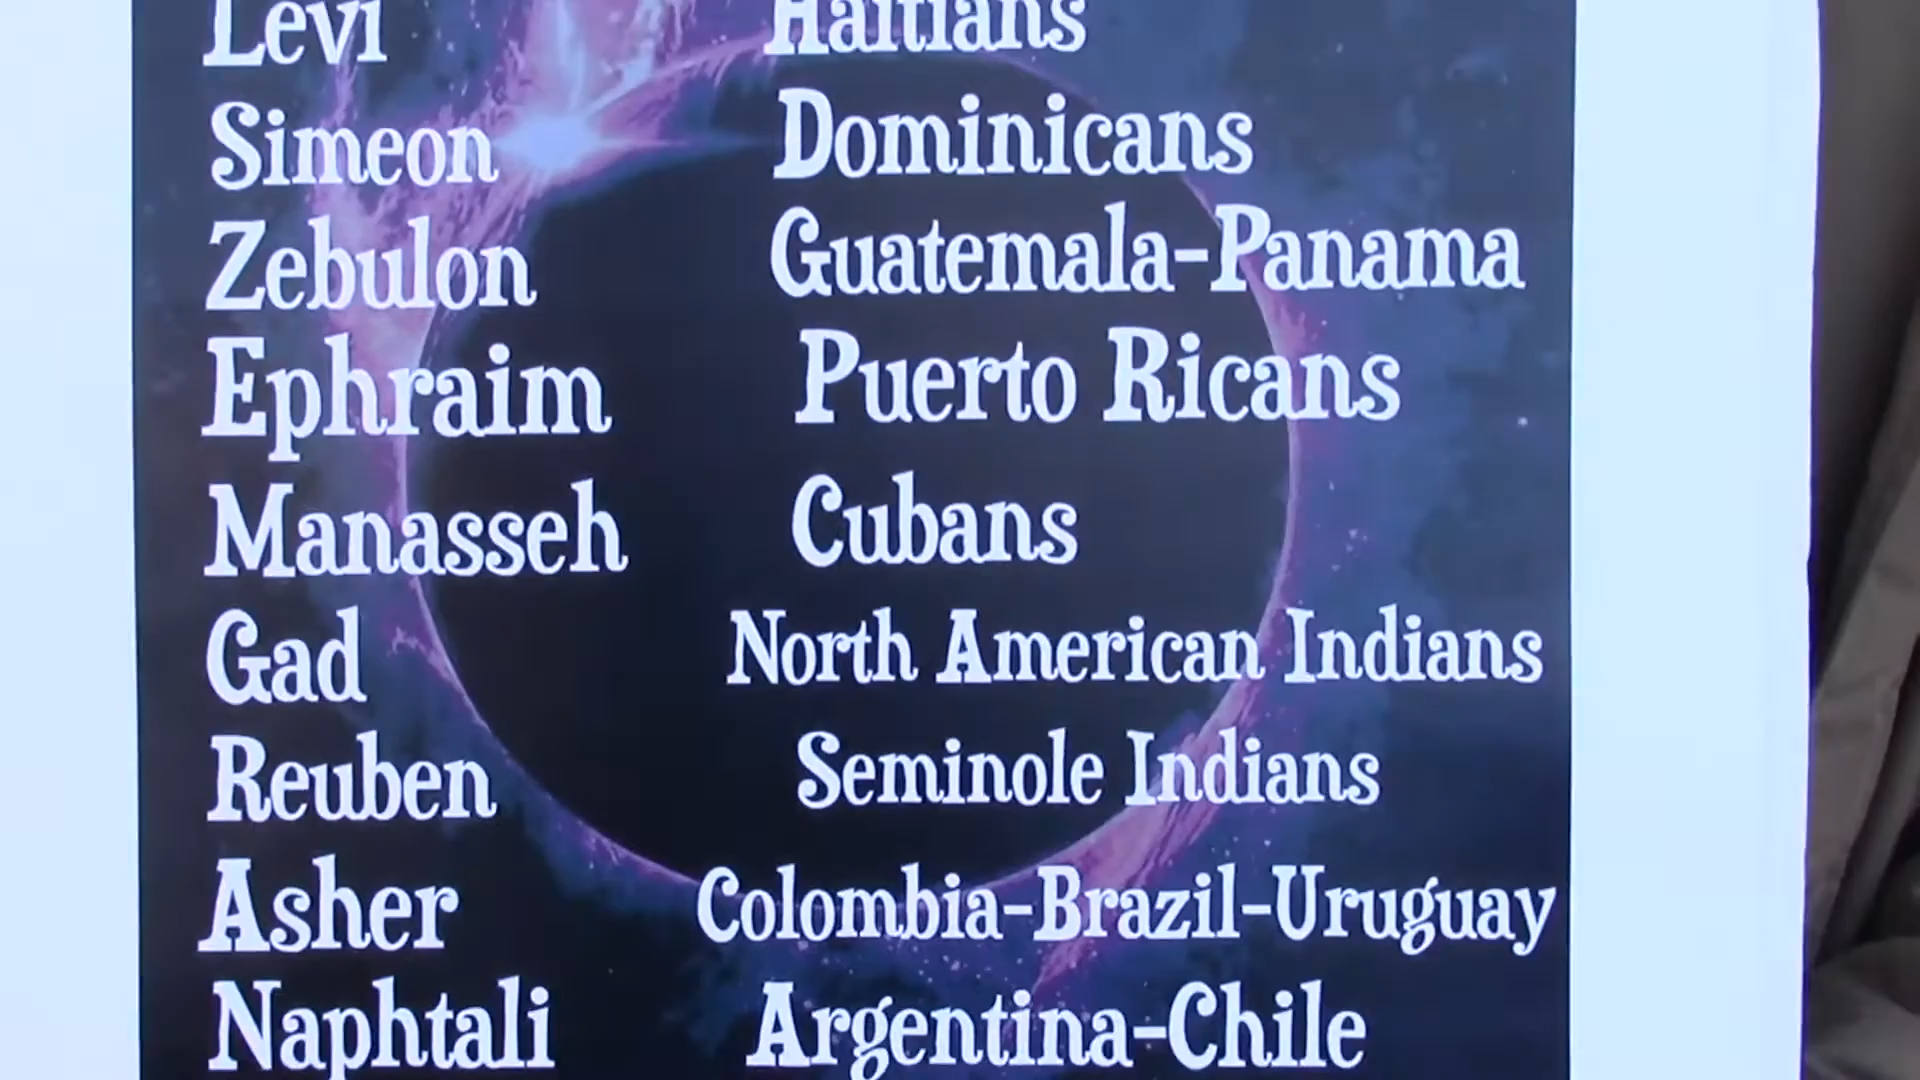 Levi Haitians
Simeon Dominicans
Zebulon Guatemala-Panama
Ephraim Puerto Ricans
Manasseh Cubans
Gad North American Indians
Reuben Seminole Indians
Asher Colombia-Brazil-Uruguay
Naphtali Argentina-Chile